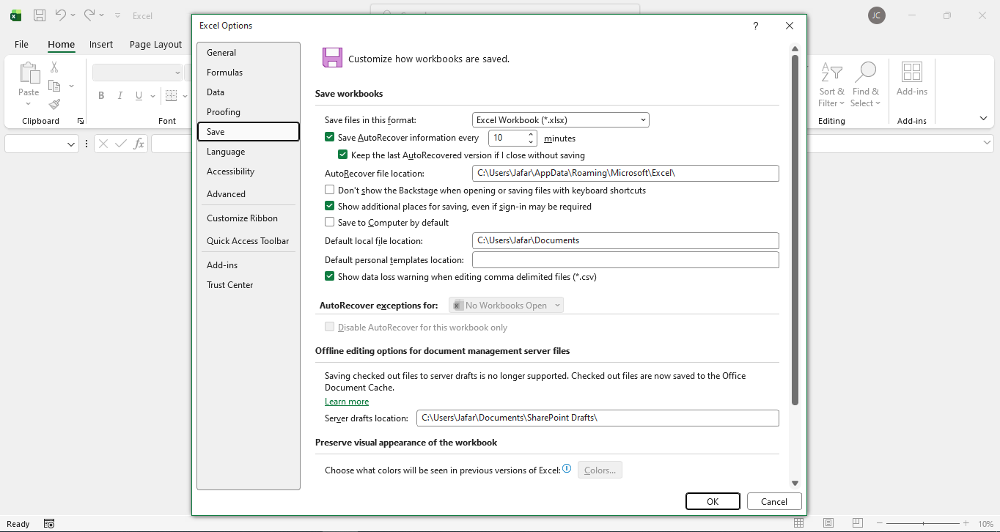 Excel
Search
JC
File
Home
Insert
Page Layout
Paste
Clipboard
B
I
U
Font
Sort &
Filter
Find &
Select
Editing
Add-ins
Add-ins
fx
Excel Options
?
General
Formulas
Data
Proofing
Save
Language
Accessibility
Advanced
Customize Ribbon
Quick Access Toolbar
Add-ins
Trust Center
Customize how workbooks are saved.
Save workbooks
Save files in this format: Excel Workbook (*.xlsx)
Save AutoRecover information every 10 minutes
Keep the last AutoRecovered version if I close without saving
AutoRecover file location: C:\Users\Jafar\AppData\Roaming\Microsoft\Excel\
Don't show the Backstage when opening or saving files with keyboard shortcuts
Show additional places for saving, even if sign-in may be required
Save to Computer by default
Default local file location: C:\Users\Jafar\Documents
Default personal templates location:
Show data loss warning when editing comma delimited files (*.csv)
AutoRecover exceptions for: No Workbooks Open
Disable AutoRecover for this workbook only
Offline editing options for document management server files
Saving checked out files to server drafts is no longer supported. Checked out files are now saved to the Office
Document Cache.
Learn more
Server drafts location: C:\Users\Jafar\Documents\SharePoint Drafts\
Preserve visual appearance of the workbook
Choose what colors will be seen in previous versions of Excel: Colors...
OK
Cancel
Ready
10%